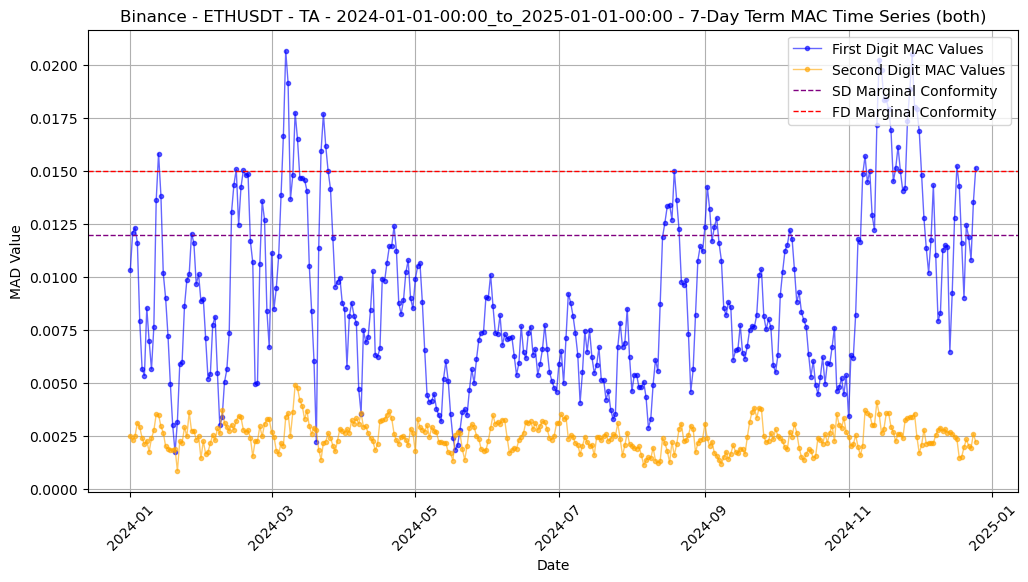 Binance - ETHUSDT - TA - 2024-01-01-00:00_to_2025-01-01-00:00 - 7-Day Term MAC Time Series (both)
First Digit MAC Values
Second Digit MAC Values
SD Marginal Conformity
FD Marginal Conformity
MAD Value
0.0200
0.0175
0.0150
0.0125
0.0100
0.0075
0.0050
0.0025
0.0000
2024-01
2024-03
2024-05
2024-07
2024-09
2024-11
2025-01
Date